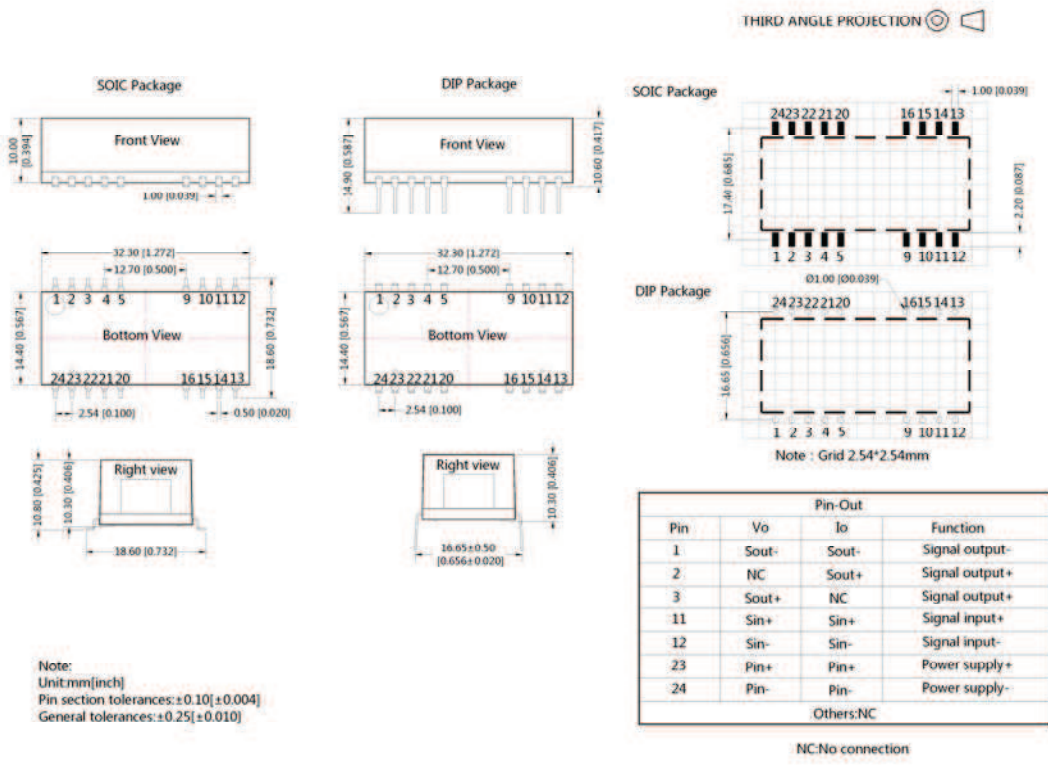 THIRD ANGLE PROJECTION
SOIC Package
10.00 [0.394]
Front View
1.00 [0.039]
DIP Package
14.90 [0.587]
Front View
10.60 [0.417]
SOIC Package
1.00 [0.039]
24 23 22 21 20 16 15 14 13
17.40 [0.685]
2.20 [0.087]
1 2 3 4 5 9 10 11 12
32.30 [1.272]
12.70 [0.500]
1 2 3 4 5 9 10 11 12
14.40 [0.567]
Bottom View
18.60 [0.732]
24 23 22 21 20 16 15 14 13
2.54 [0.100]
0.50 [0.020]
32.30 [1.272]
12.70 [0.500]
1 2 3 4 5 9 10 11 12
14.40 [0.567]
Bottom View
24 23 22 21 20 16 15 14 13
2.54 [0.100]
Ø1.00 [Ø0.039]
DIP Package
24 23 22 21 20 16 15 14 13
16.65 [0.656]
1 2 3 4 5 9 10 11 12
Note : Grid 2.54*2.54mm
Right view
10.80 [0.425]
10.30 [0.406]
18.60 [0.732]
Right view
10.30 [0.406]
16.65±0.50
[0.656±0.020]
Pin-Out
Pin Vo Io Function
1 Sout- Sout- Signal output-
2 NC Sout+ Signal output+
3 Sout+ NC Signal output+
11 Sin+ Sin+ Signal input+
12 Sin- Sin- Signal input-
23 Pin+ Pin+ Power supply+
24 Pin- Pin- Power supply-
Others:NC
NC:No connection
Note:
Unit:mm[inch]
Pin section tolerances:±0.10[±0.004]
General tolerances:±0.25[±0.010]